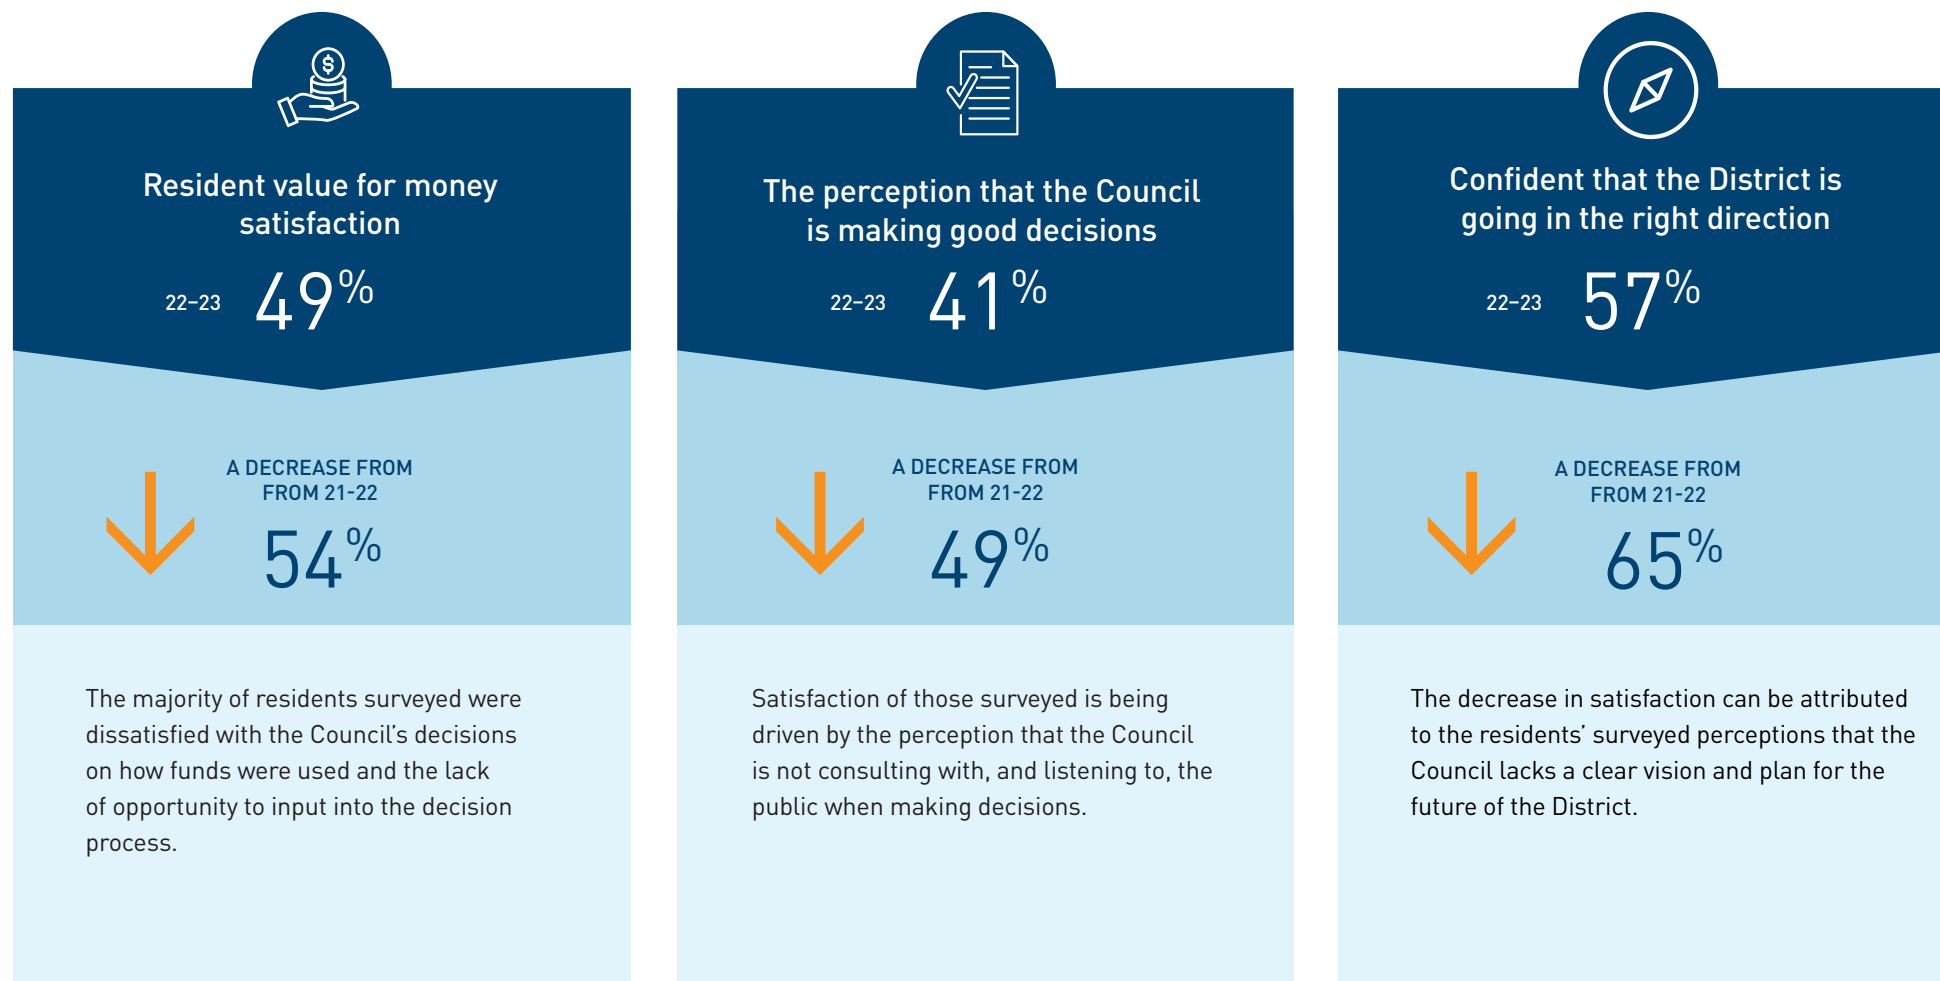 Resident value for money
satisfaction
22–23 49%
A DECREASE FROM
FROM 21-22
54%
The majority of residents surveyed were
dissatisfied with the Council’s decisions
on how funds were used and the lack
of opportunity to input into the decision
process.
The perception that the Council
is making good decisions
22–23 41%
A DECREASE FROM
FROM 21-22
49%
Satisfaction of those surveyed is being
driven by the perception that the Council
is not consulting with, and listening to, the
public when making decisions.
Confident that the District is
going in the right direction
22–23 57%
A DECREASE FROM
FROM 21-22
65%
The decrease in satisfaction can be attributed
to the residents’ surveyed perceptions that the
Council lacks a clear vision and plan for the
future of the District.